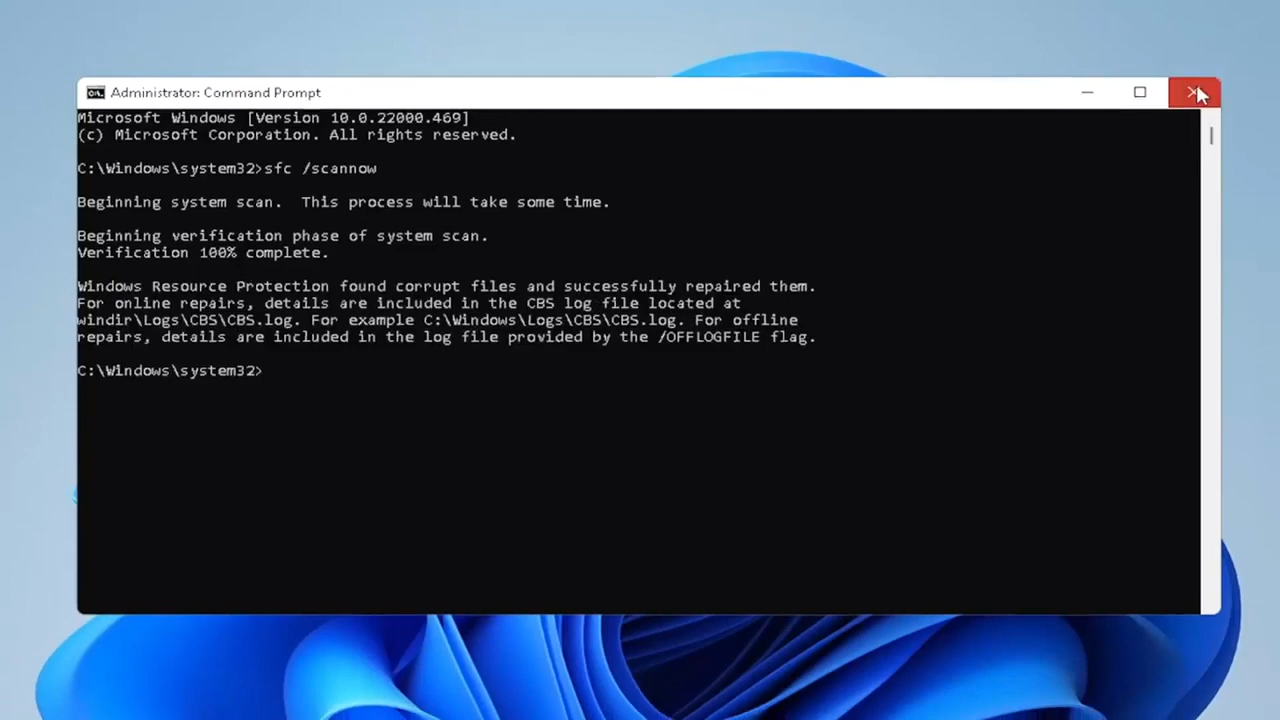 Administrator: Command Prompt
Microsoft Windows [Version 10.0.22000.469]
(c) Microsoft Corporation. All rights reserved.
C:\Windows\system32>sfc /scannow
Beginning system scan.  This process will take some time.
Beginning verification phase of system scan.
Verification 100% complete.
Windows Resource Protection found corrupt files and successfully repaired them.
For online repairs, details are included in the CBS log file located at
windir\Logs\CBS\CBS.log. For example C:\Windows\Logs\CBS\CBS.log. For offline
repairs, details are included in the log file provided by the /OFFLOGFILE flag.
C:\Windows\system32>